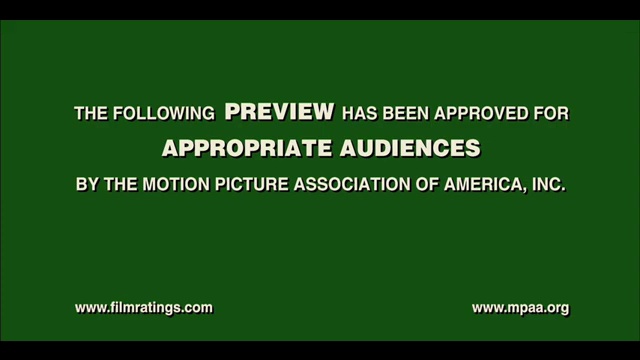 THE FOLLOWING PREVIEW HAS BEEN APPROVED FOR
APPROPRIATE AUDIENCES
BY THE MOTION PICTURE ASSOCIATION OF AMERICA, INC.
www.filmratings.com www.mpaa.org